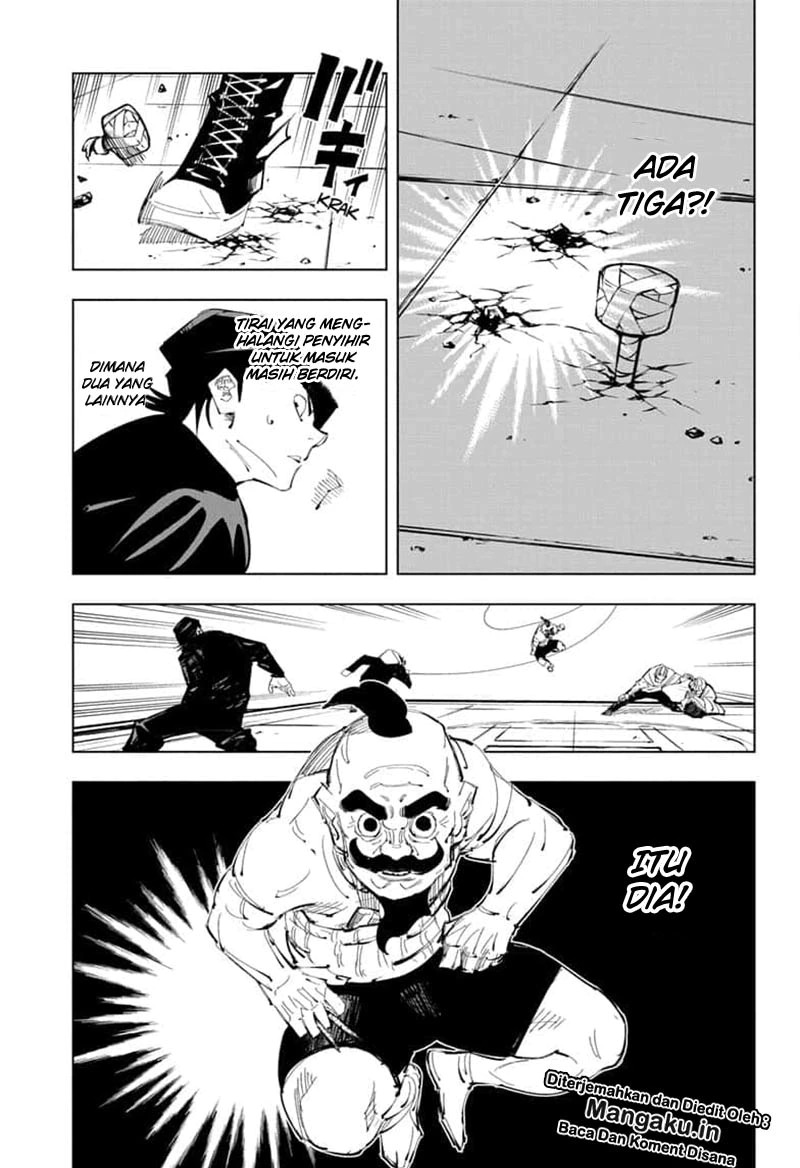 ADA
TIGA?!
バキィ
KRAK
TIRAI YANG MENG-
HALANGI PENYIHIR
UNTUK MASUK
MASIH BERDIRI.
DIMANA
DUA YANG
LAINNYA
ITU
DIA!
Diterjemahkan dan Diedit Oleh :
Mangaku.in
Baca Dan Koment Disana